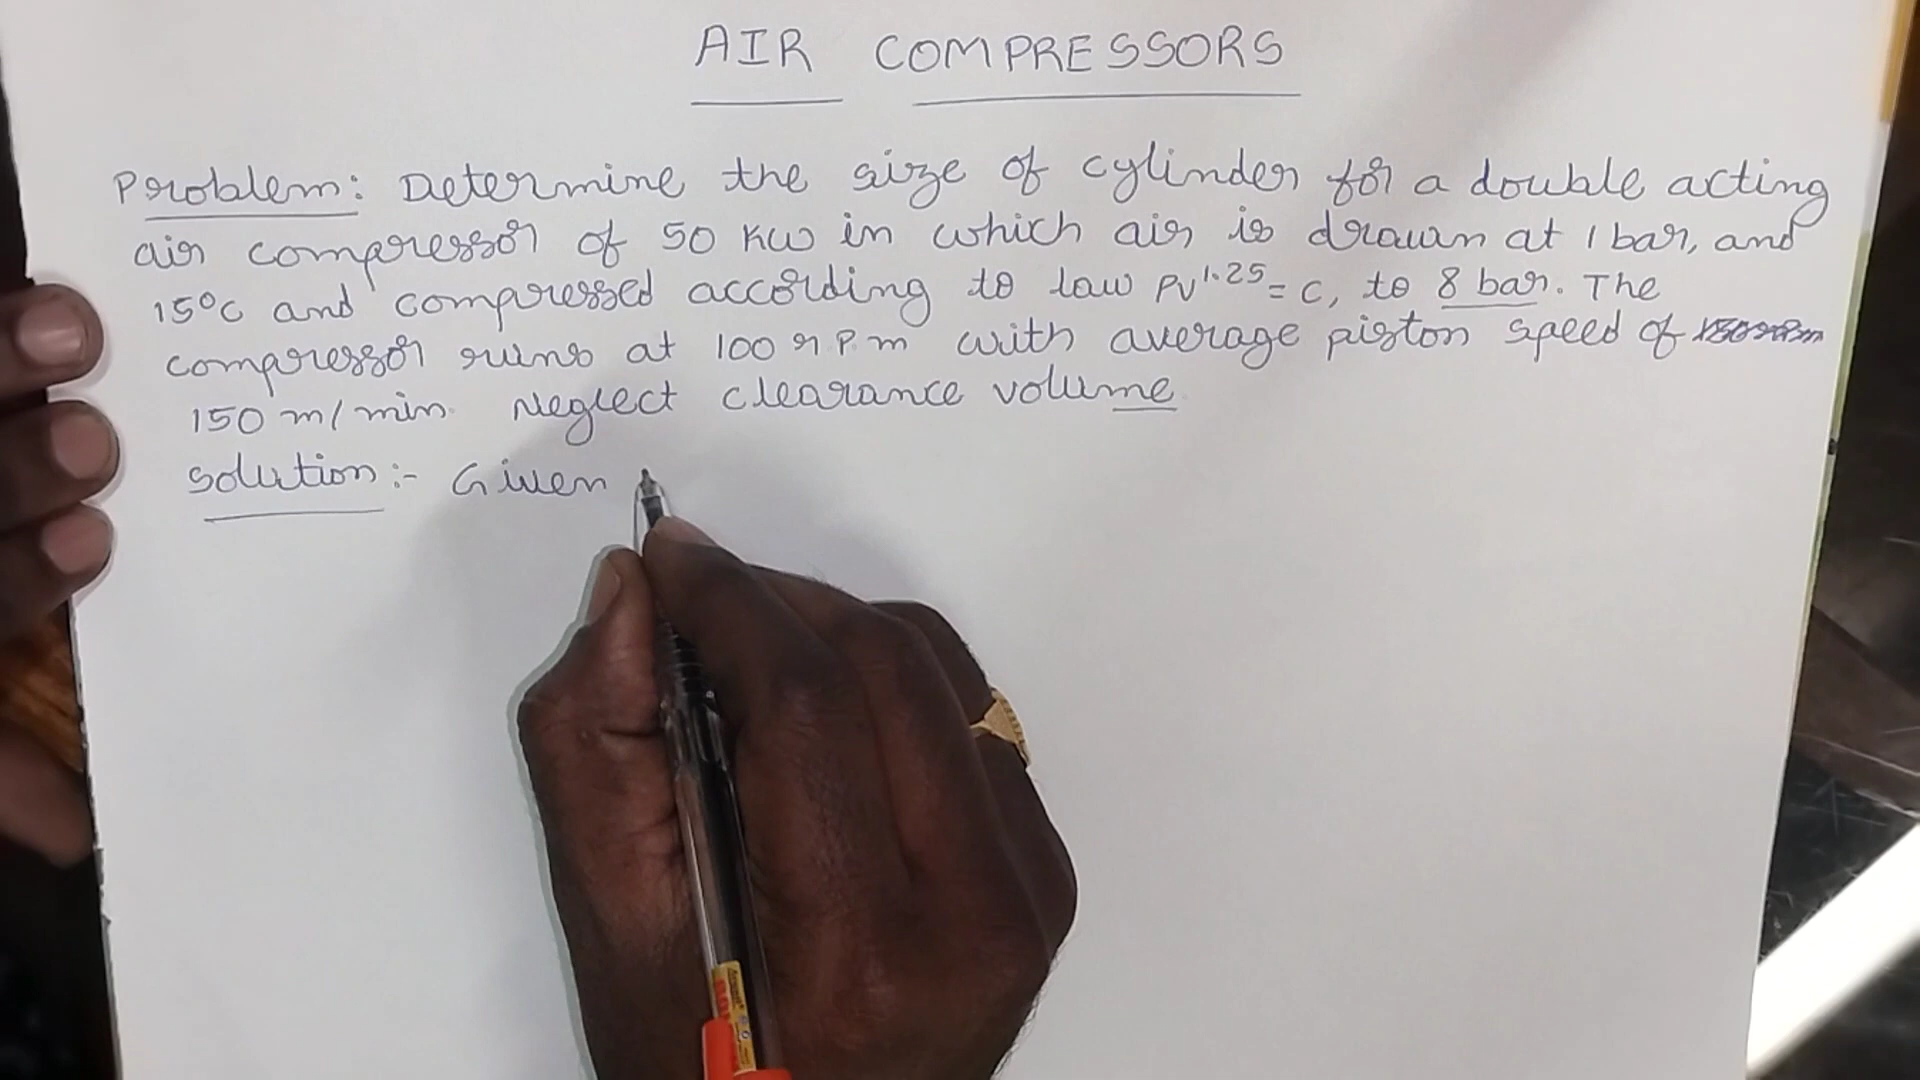 AIR COMPRESSORS
Problem: Determine the size of cylinder for a double acting
air compressor of 50 KW in which air is drawn at 1 bar, and
15°C and compressed according to law PV^1.25 = C, to 8 bar. The
compressor runs at 100 r p m with average piston speed of
150 m/min. Neglect clearance volume
Solution:- Given